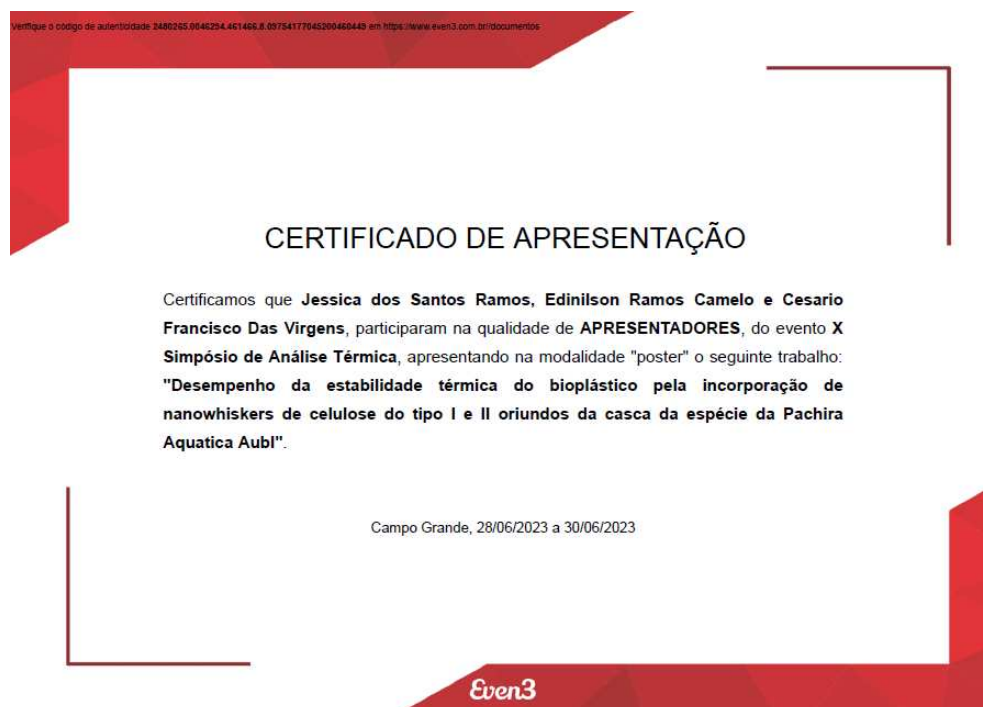 Verifique o código de autenticidade 2480265.0046294.461466.8.09754177045200460449 em https://www.even3.com.br/documentos
CERTIFICADO DE APRESENTAÇÃO
Certificamos que Jessica dos Santos Ramos, Edinilson Ramos Camelo e Cesario
Francisco Das Virgens, participaram na qualidade de APRESENTADORES, do evento X
Simpósio de Análise Térmica, apresentando na modalidade "poster" o seguinte trabalho:
"Desempenho da estabilidade térmica do bioplástico pela incorporação de
nanowhiskers de celulose do tipo I e II oriundos da casca da espécie da Pachira
Aquatica Aubl".
Campo Grande, 28/06/2023 a 30/06/2023
Even3